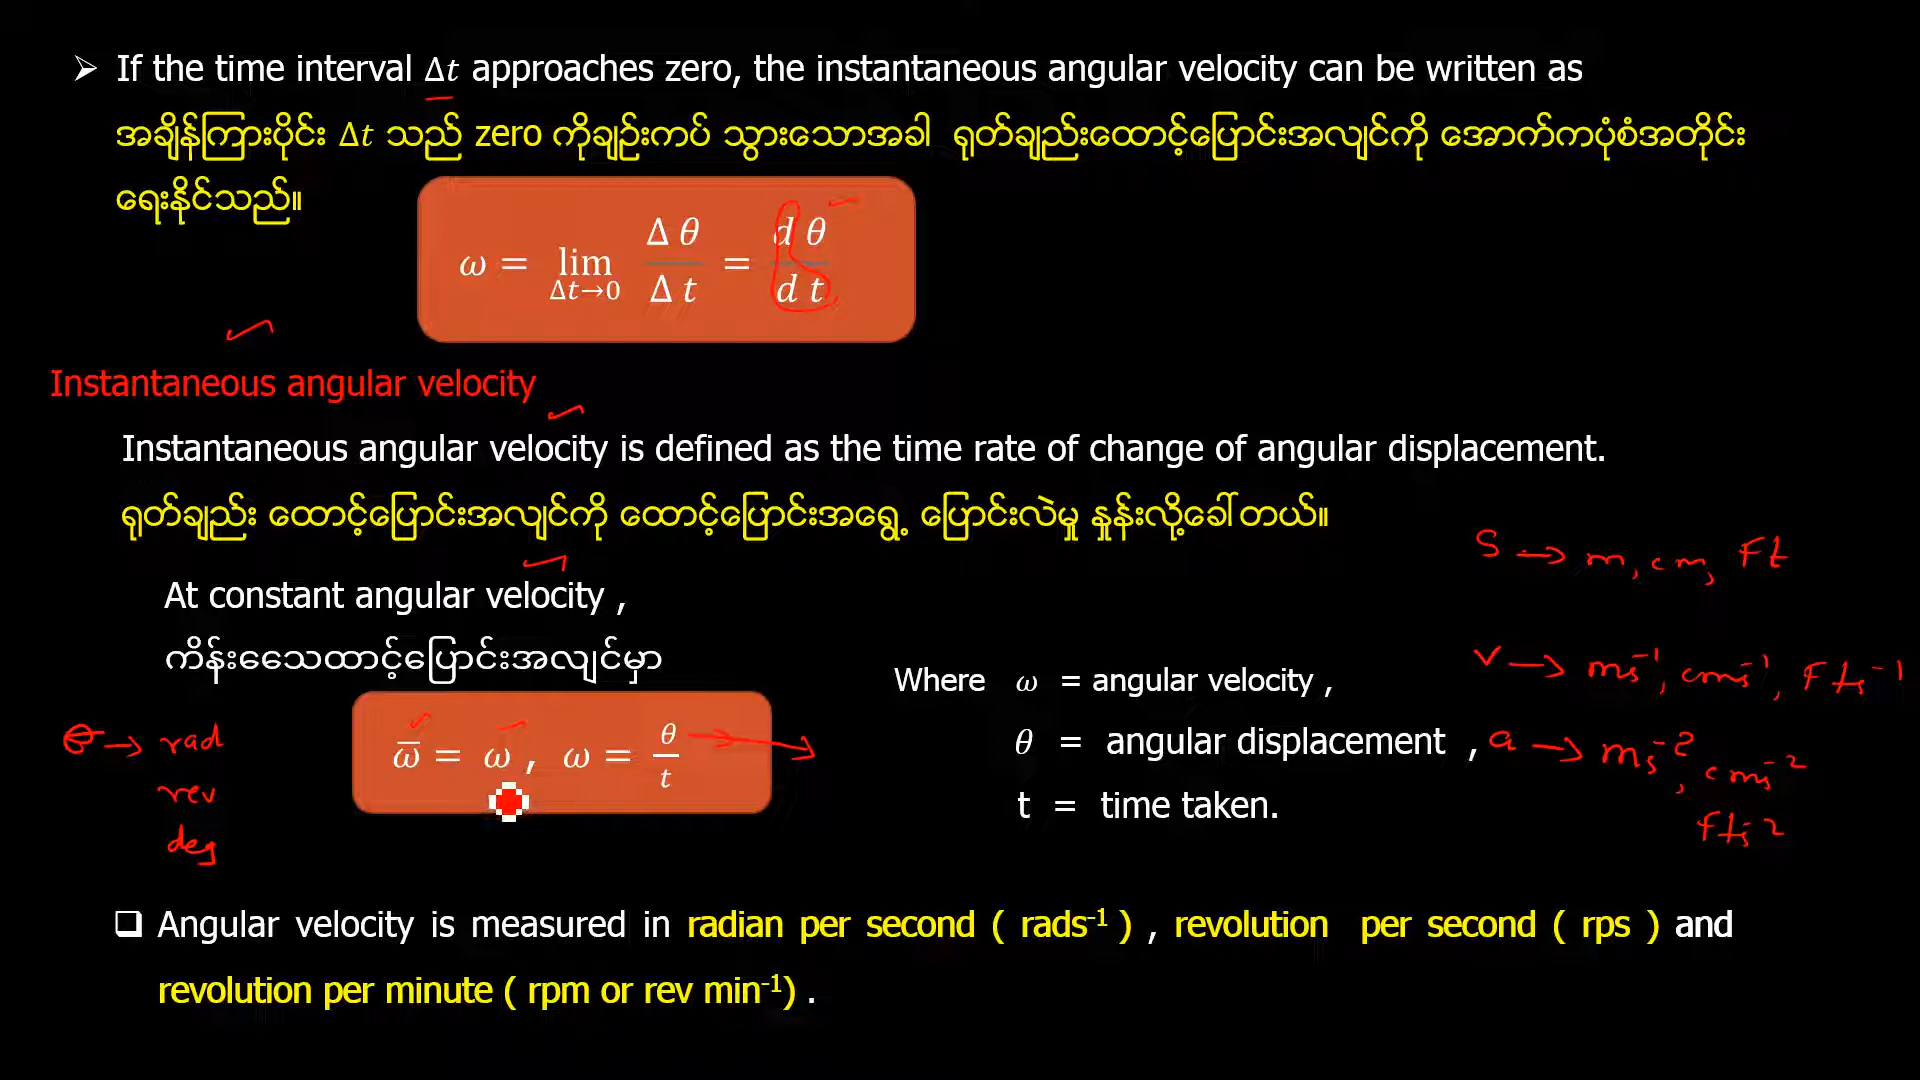 ➢ If the time interval Δt approaches zero, the instantaneous angular velocity can be written as
အချိန်ကြားပိုင်း Δt သည် zero ကိုချဉ်းကပ် သွားသောအခါ ရုတ်ချည်းထောင့်ပြောင်းအလျင်ကို အောက်ကပုံစံအတိုင်း
ရေးနိုင်သည်။
ω = lim Δt→0 Δ θ / Δ t = d θ / d t
Instantaneous angular velocity
Instantaneous angular velocity is defined as the time rate of change of angular displacement.
ရုတ်ချည်း ထောင့်ပြောင်းအလျင်ကို ထောင့်ပြောင်းအရွေ့ ပြောင်းလဲမှု နှုန်းလို့ခေါ်တယ်။
S → m, cm, Ft
At constant angular velocity ,
ကိန်းသေထောင့်ပြောင်းအလျင်မှာ
V → ms⁻¹, cms⁻¹, Fts⁻¹
Where ω = angular velocity ,
θ → rad
rev
deg
ω̅ = ω , ω = θ / t
θ = angular displacement ,
a → ms⁻², cms⁻²
Fts⁻²
t = time taken.
❑ Angular velocity is measured in radian per second ( rads⁻¹ ) , revolution per second ( rps ) and
revolution per minute ( rpm or rev min⁻¹) .